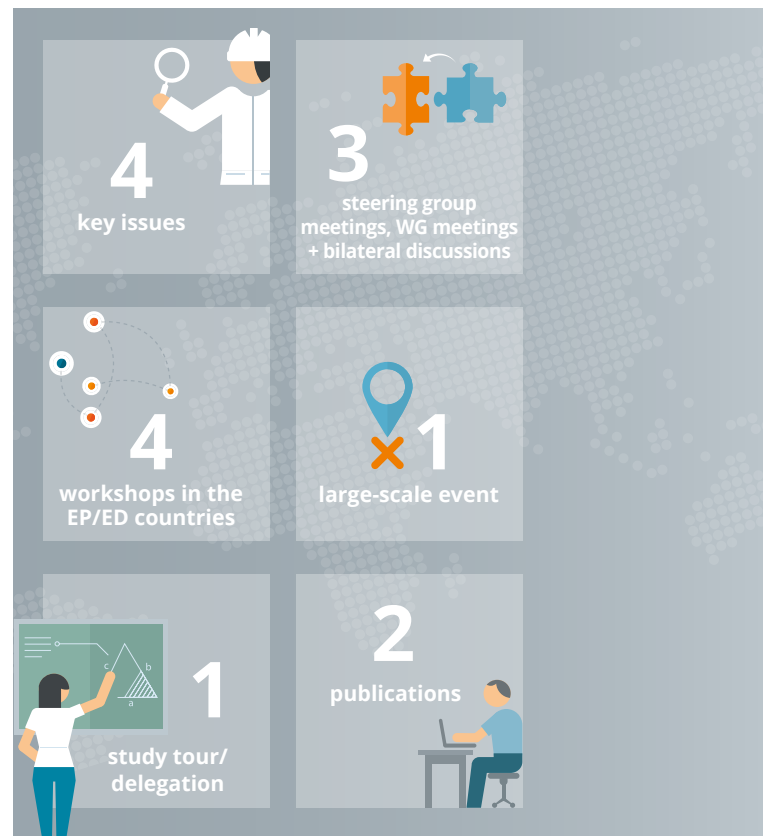 4
key issues
3
steering group
meetings, WG meetings
+ bilateral discussions
4
workshops in the
EP/ED countries
1
large-scale event
c
b
a
1
study tour/
delegation
2
publications